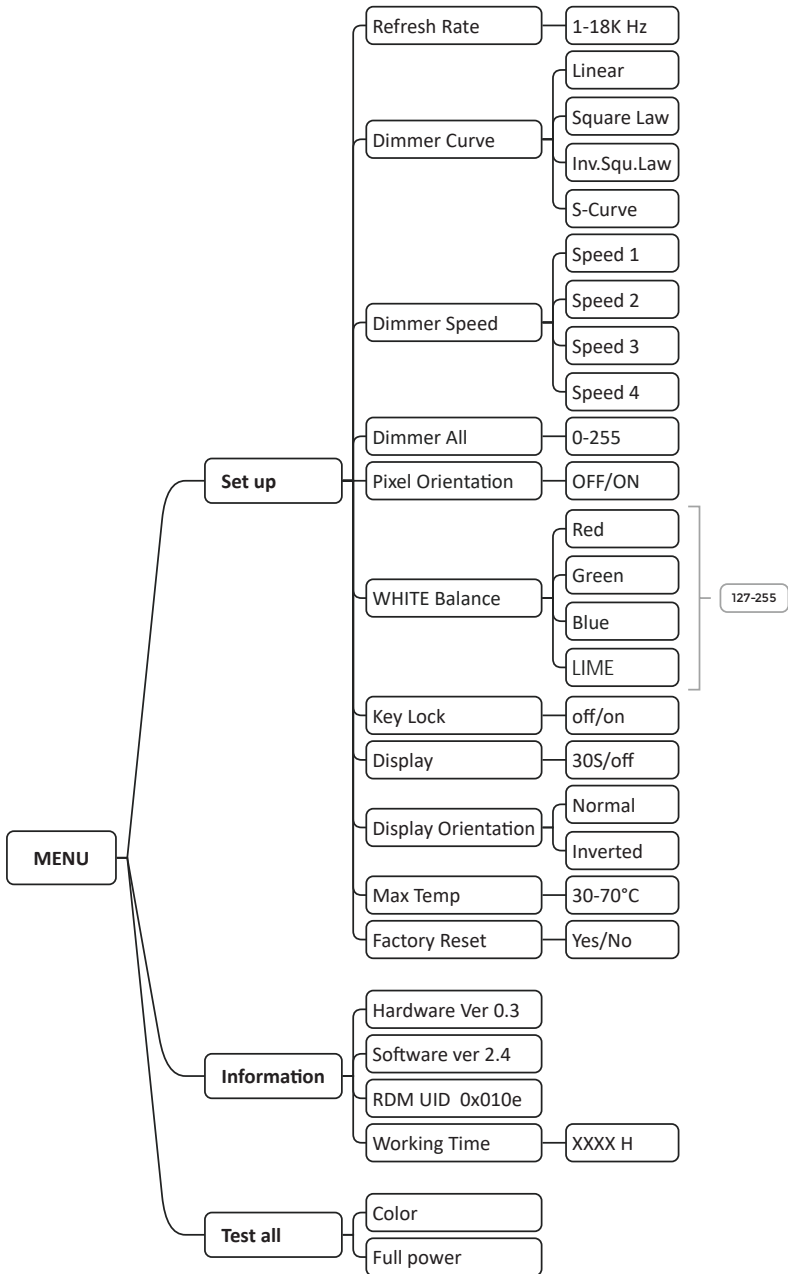 Refresh Rate
1-18K Hz
Linear
Square Law
Dimmer Curve
Inv.Squ.Law
S-Curve
Speed 1
Speed 2
Dimmer Speed
Speed 3
Speed 4
Dimmer All
0-255
Set up
Pixel Orientation
OFF/ON
Red
Green
WHITE Balance
127-255
Blue
LIME
Key Lock
off/on
Display
30S/off
Normal
Display Orientation
Inverted
MENU
Max Temp
30-70°C
Factory Reset
Yes/No
Hardware Ver 0.3
Software ver 2.4
Information
RDM UID 0x010e
Working Time
XXXX H
Color
Test all
Full power